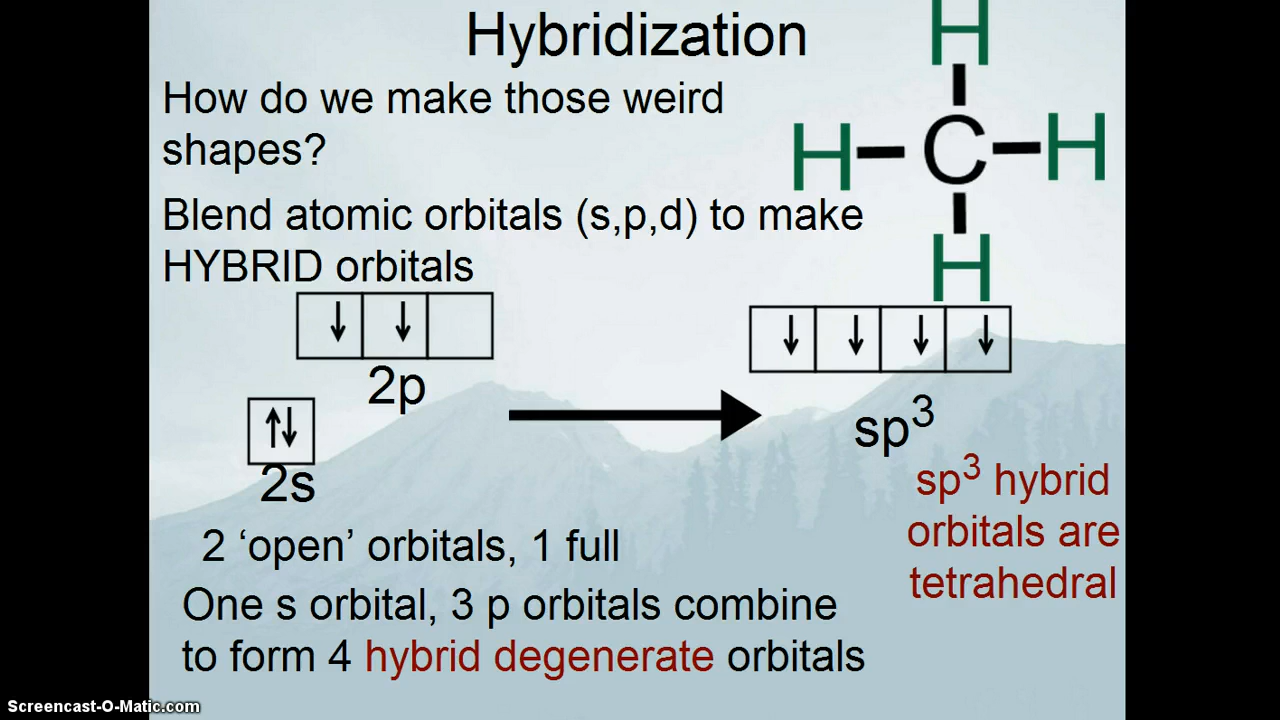 Hybridization
How do we make those weird
shapes?
H
H C H
H
Blend atomic orbitals (s,p,d) to make
HYBRID orbitals
2p
2s
sp³
sp³ hybrid
orbitals are
tetrahedral
2 ‘open’ orbitals, 1 full
One s orbital, 3 p orbitals combine
to form 4 hybrid degenerate orbitals
Screencast-O-Matic.com